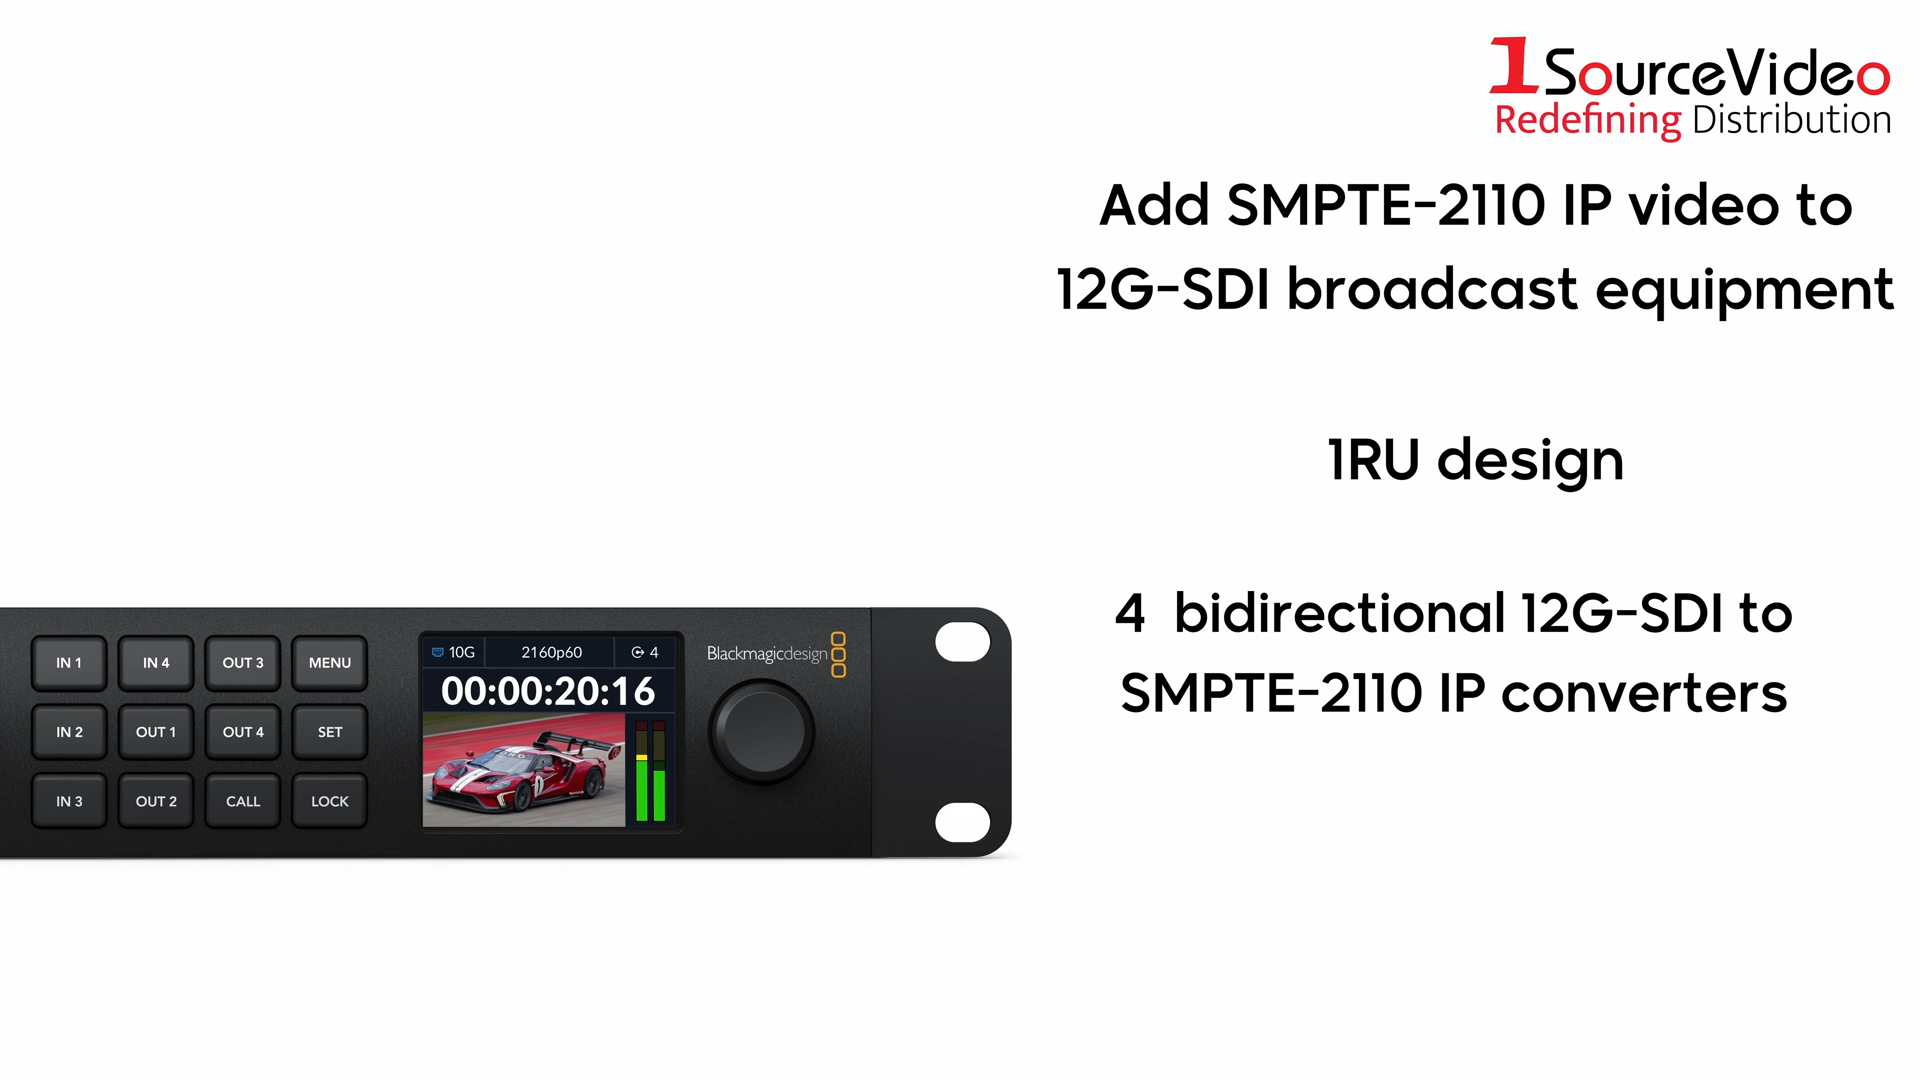 1SourceVideo
Redefining Distribution
Add SMPTE-2110 IP video to
12G-SDI broadcast equipment
1RU design
4 bidirectional 12G-SDI to
SMPTE-2110 IP converters
IN 1 IN 4 OUT 3 MENU
IN 2 OUT 1 OUT 4 SET
IN 3 OUT 2 CALL LOCK
10G 2160p60 4
00:00:20:16
Blackmagicdesign